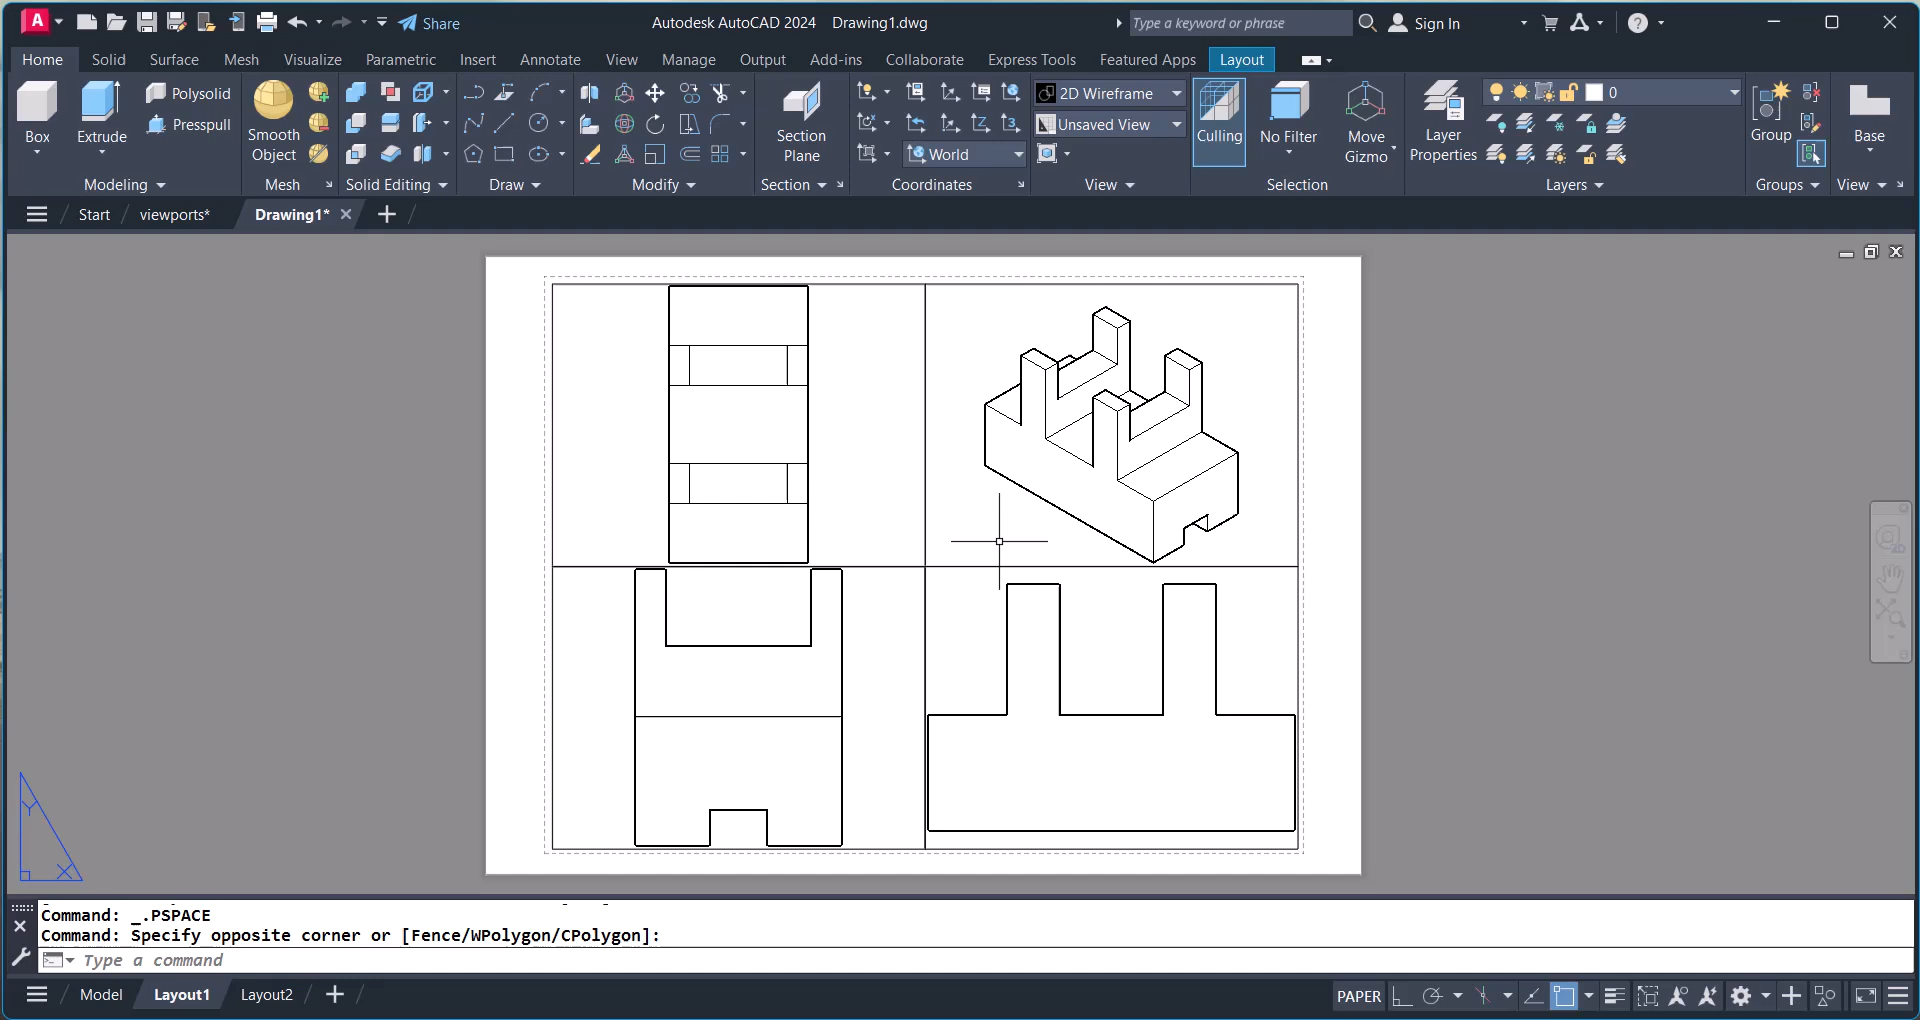 A Share Autodesk AutoCAD 2024 Drawing1.dwg Type a keyword or phrase Sign In ?
Home Solid Surface Mesh Visualize Parametric Insert Annotate View Manage Output Add-ins Collaborate Express Tools Featured Apps Layout
Box
Extrude
Polysolid
Presspull
Smooth
Object
Section
Plane
World
2D Wireframe
Unsaved View
Culling
No Filter
Move
Gizmo
Layer
Properties
0
Group
Base
Modeling Mesh Solid Editing Draw Modify Section Coordinates View Selection Layers Groups View
Start viewports* Drawing1*
Y
X
Command: _.PSPACE
Command: Specify opposite corner or [Fence/WPolygon/CPolygon]:
Type a command
Model Layout1 Layout2 PAPER